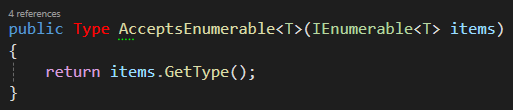 4 references
public Type AcceptsEnumerable<T>(IEnumerable<T> items)
{
    return items.GetType();
}